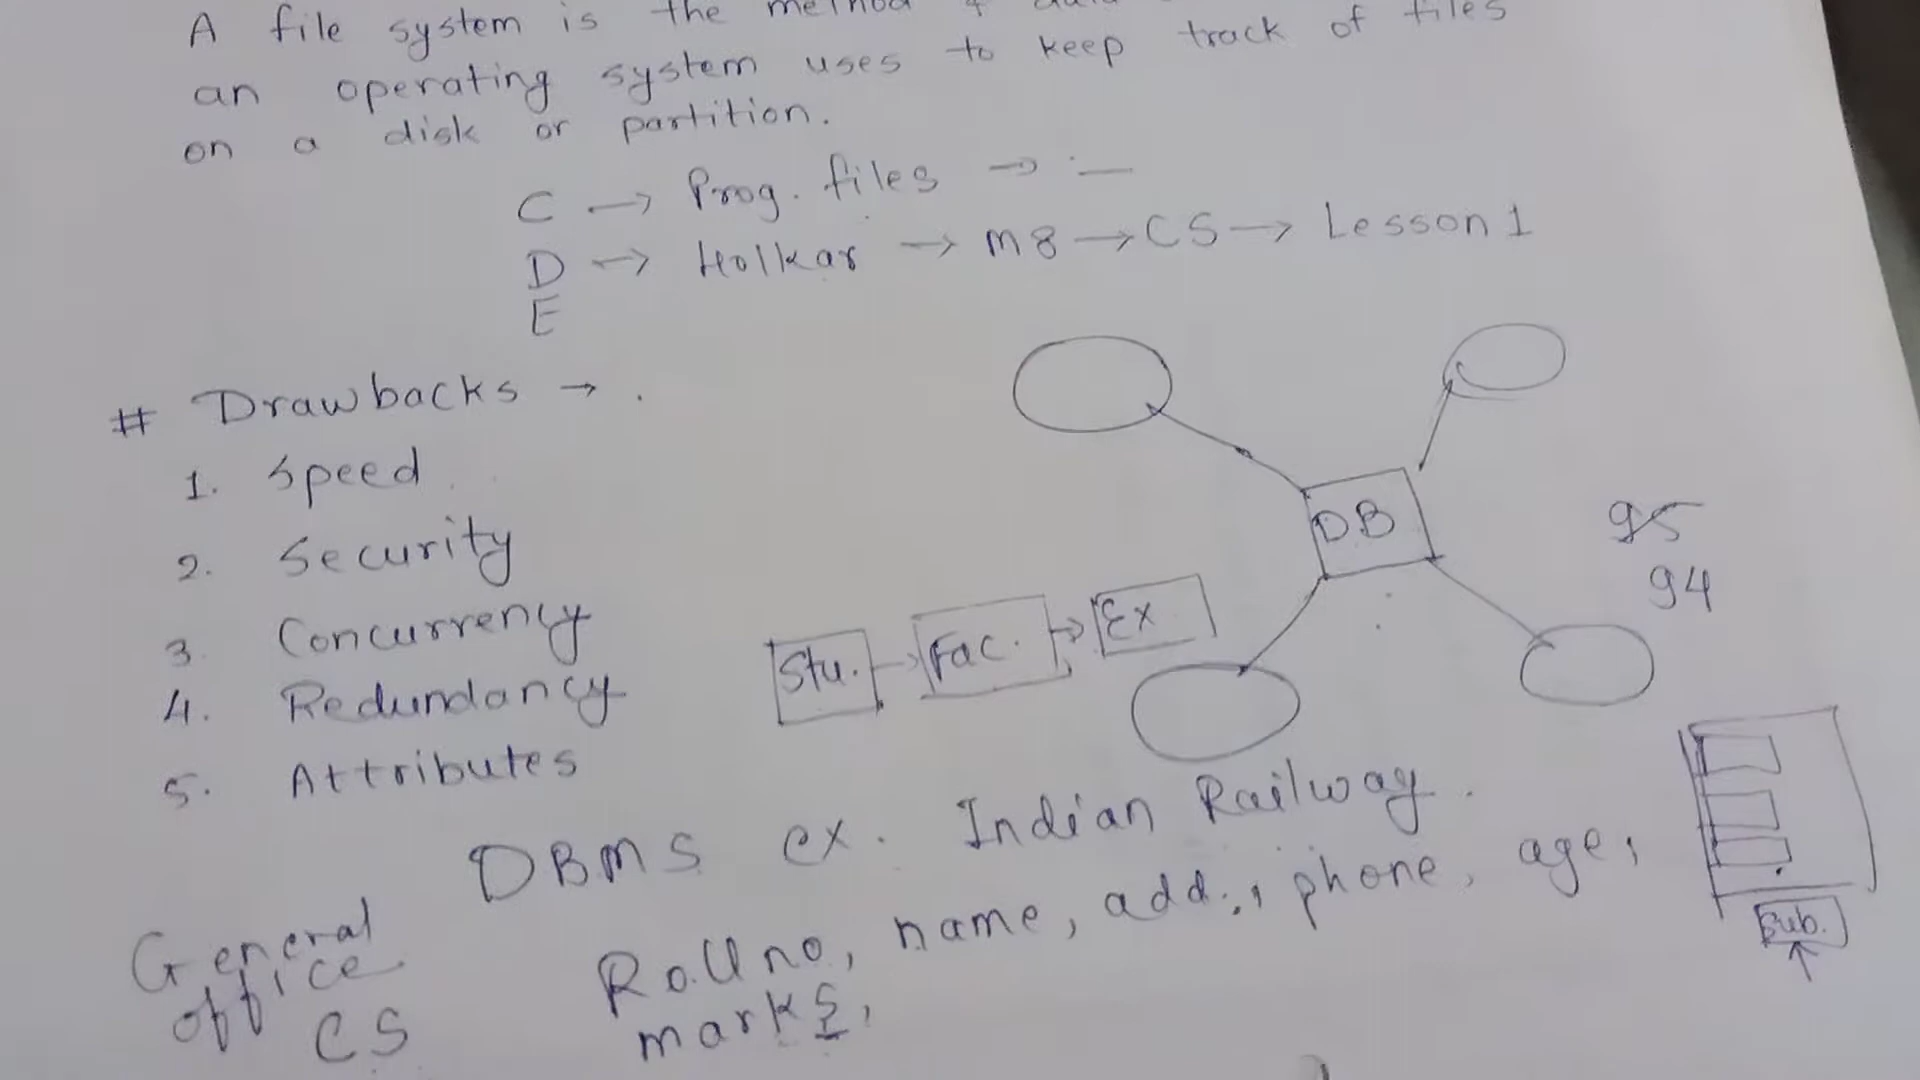 A file system is the method & data
an operating system uses to keep track of files
on a disk or partition.
C → Prog. files →
D → Holkar → M8 → CS → Lesson 1
E
# Drawbacks →
1. Speed
2. Security
3. Concurrency
4. Redundancy
5. Attributes
DB
95
94
Stu. → Fac. → Ex
DBMS ex. Indian Railway.
General
office
CS
Roll no, name, add., phone, age,
marks,
Sub.